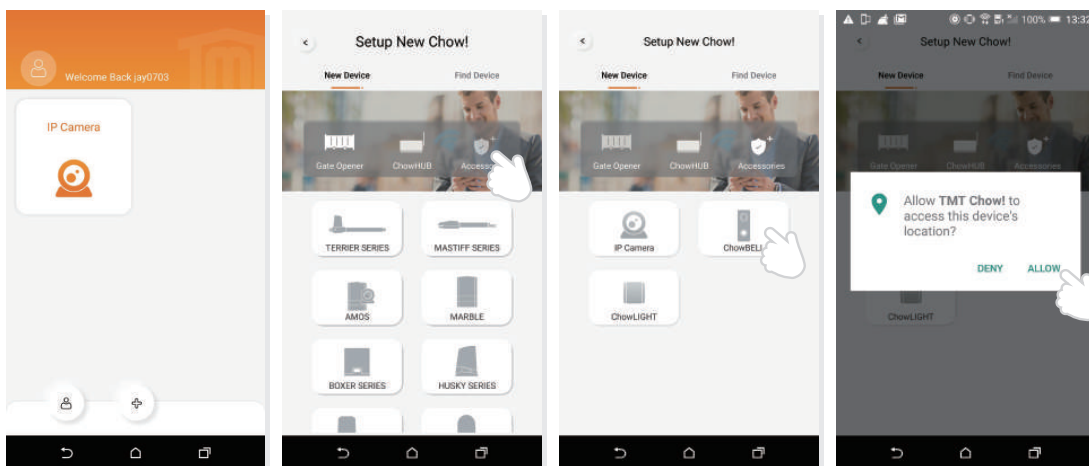 Welcome Back jay0703
IP Camera
Setup New Chow!
New Device
Find Device
Gate Opener
ChowHUB
Accessories
TERRIER SERIES
MASTIFF SERIES
AMOS
MARBLE
BOXER SERIES
HUSKY SERIES
Setup New Chow!
New Device
Find Device
Gate Opener
ChowHUB
Accessories
IP Camera
ChowBELL
ChowLIGHT
100% 13:32
Setup New Chow!
New Device
Find Device
Gate Opener
ChowHUB
Accessories
Allow TMT Chow! to
access this device's
location?
DENY
ALLOW
ChowLIGHT